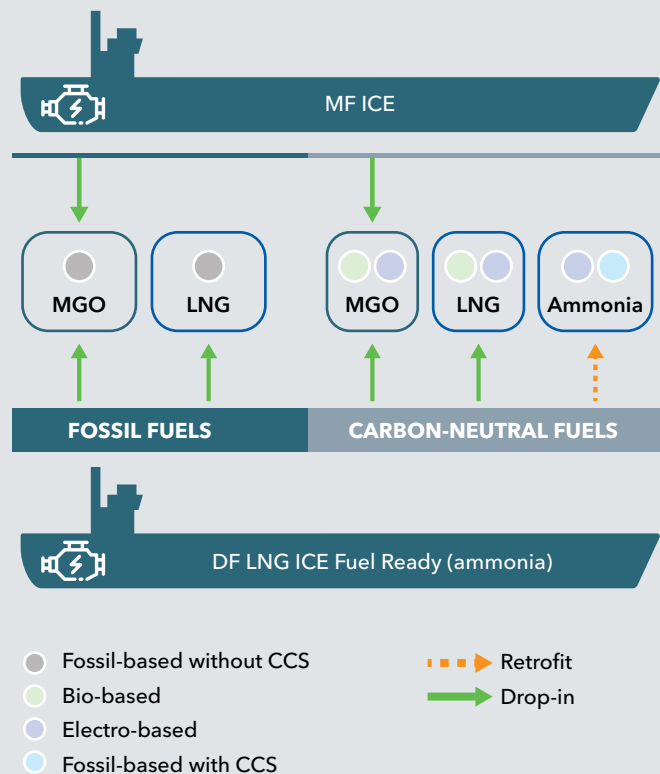 MF ICE
MGO
LNG
MGO
LNG
Ammonia
FOSSIL FUELS
CARBON-NEUTRAL FUELS
DF LNG ICE Fuel Ready (ammonia)
Fossil-based without CCS
Bio-based
Electro-based
Fossil-based with CCS
Retrofit
Drop-in